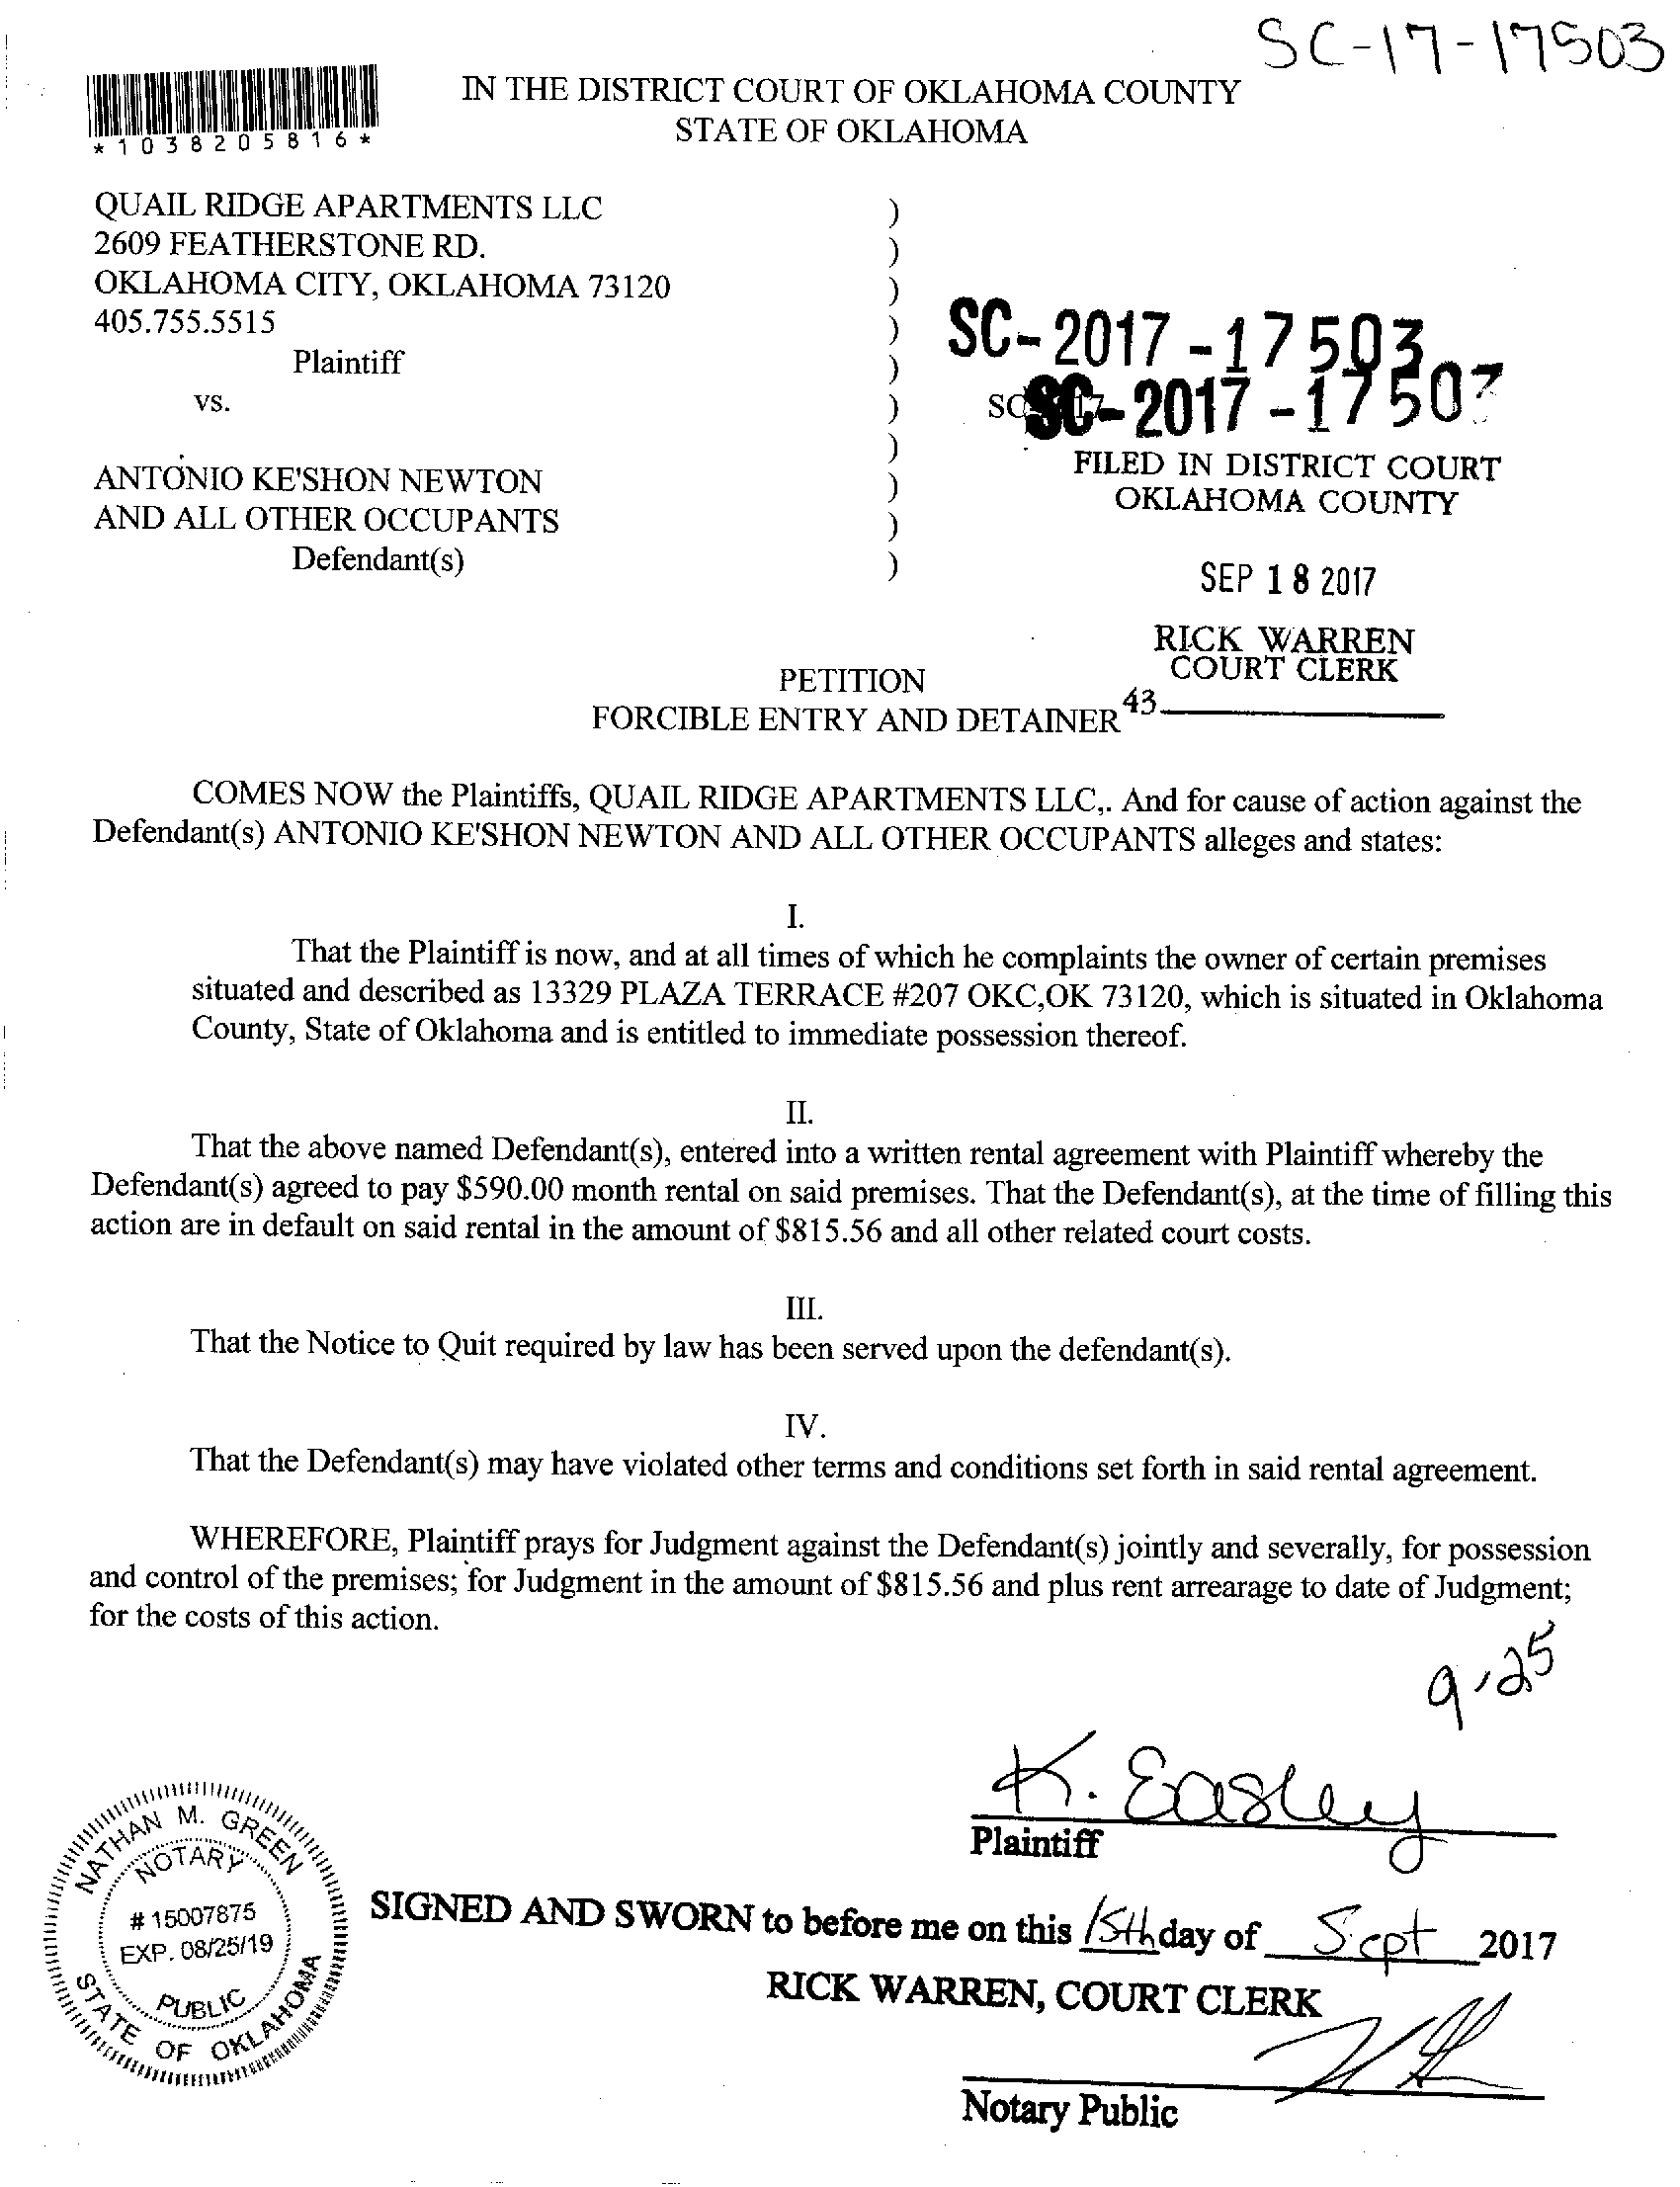 SC-17-17503
*1038205816*
IN THE DISTRICT COURT OF OKLAHOMA COUNTY
STATE OF OKLAHOMA
QUAIL RIDGE APARTMENTS LLC )
2609 FEATHERSTONE RD. )
OKLAHOMA CITY, OKLAHOMA 73120 )
405.755.5515 )
Plaintiff )
vs. )
)
ANTONIO KE'SHON NEWTON )
AND ALL OTHER OCCUPANTS )
Defendant(s) )
SC-2017-17503
SC-2017-17503
FILED IN DISTRICT COURT
OKLAHOMA COUNTY
SEP 18 2017
RICK WARREN
COURT CLERK
43
PETITION
FORCIBLE ENTRY AND DETAINER
COMES NOW the Plaintiffs, QUAIL RIDGE APARTMENTS LLC,. And for cause of action against the
Defendant(s) ANTONIO KE'SHON NEWTON AND ALL OTHER OCCUPANTS alleges and states:
I.
That the Plaintiff is now, and at all times of which he complaints the owner of certain premises
situated and described as 13329 PLAZA TERRACE #207 OKC,OK 73120, which is situated in Oklahoma
County, State of Oklahoma and is entitled to immediate possession thereof.
II.
That the above named Defendant(s), entered into a written rental agreement with Plaintiff whereby the
Defendant(s) agreed to pay $590.00 month rental on said premises. That the Defendant(s), at the time of filling this
action are in default on said rental in the amount of $815.56 and all other related court costs.
III.
That the Notice to Quit required by law has been served upon the defendant(s).
IV.
That the Defendant(s) may have violated other terms and conditions set forth in said rental agreement.
WHEREFORE, Plaintiff prays for Judgment against the Defendant(s) jointly and severally, for possession
and control of the premises; for Judgment in the amount of $815.56 and plus rent arrearage to date of Judgment;
for the costs of this action.
9-25
K. Easley
Plaintiff
NATHAN M. GREEN
NOTARY
# 15007875
EXP. 08/25/19
PUBLIC
STATE OF OKLAHOMA
SIGNED AND SWORN to before me on this 15th day of Sept 2017
RICK WARREN, COURT CLERK
Notary Public